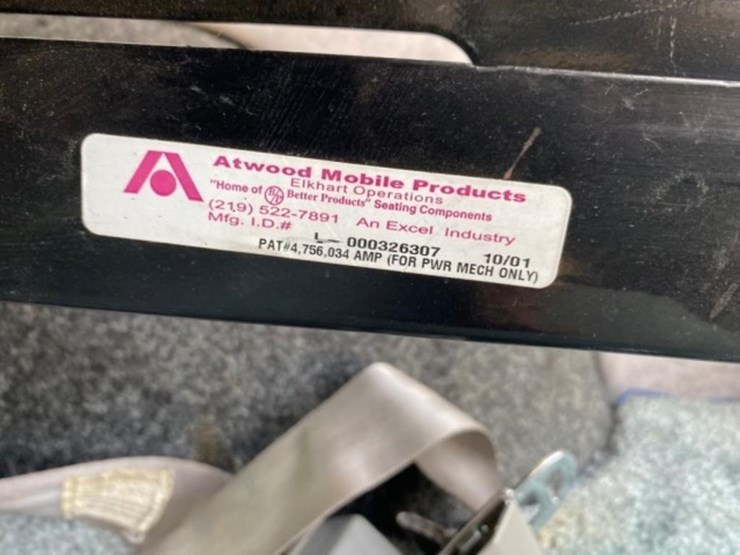 Atwood Mobile Products
Elkhart Operations
"Home of Better Products" Seating Components
(219) 522-7891 An Excel Industry
Mfg. I.D.#
L 000326307 10/01
PAT#4,756,034 AMP (FOR PWR MECH ONLY)